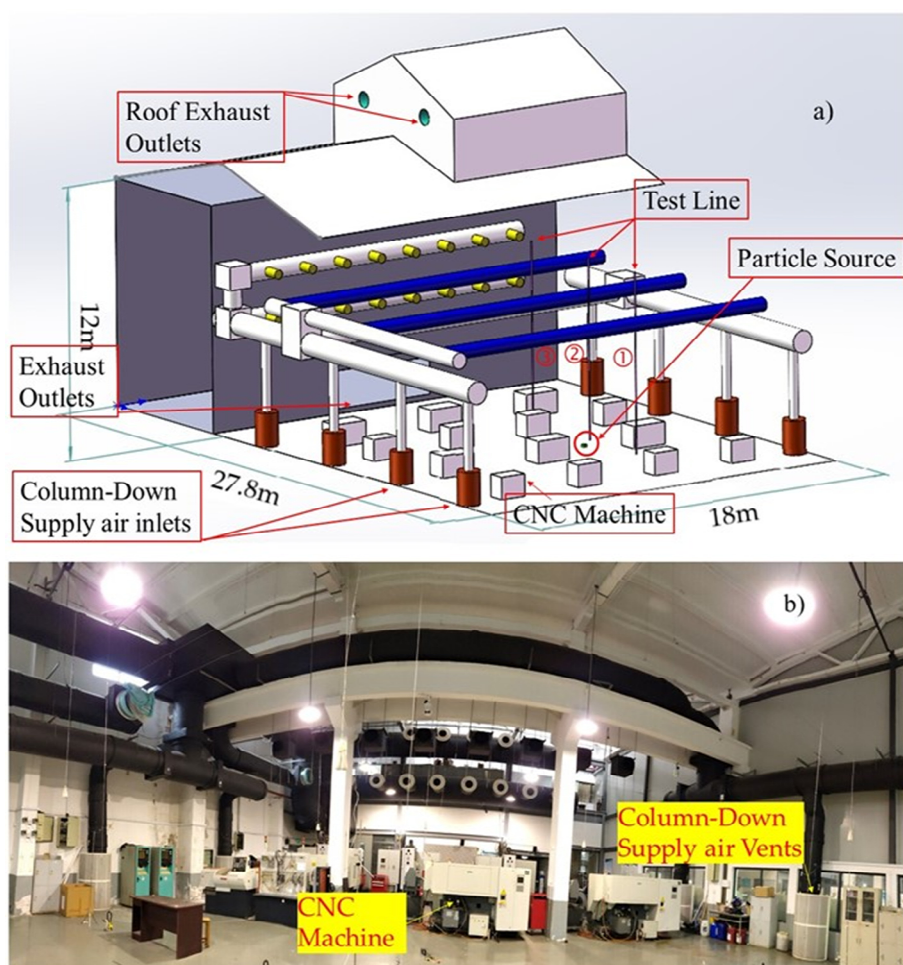 a)
Roof Exhaust
Outlets
Test Line
Particle Source
12m
③
②
①
Exhaust
Outlets
27.8m
Column-Down
Supply air inlets
CNC Machine
18m
b)
Column-Down
Supply air Vents
CNC
Machine